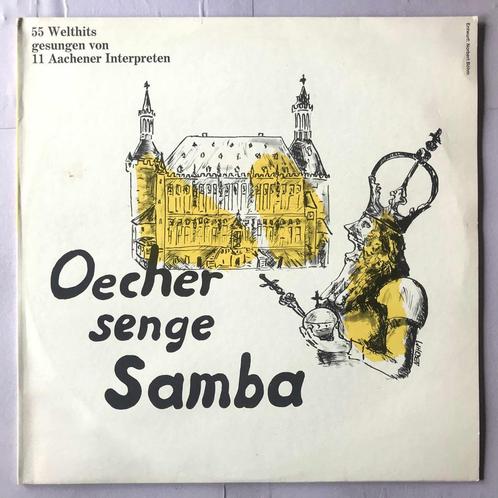 55 Welthits
gesungen von
11 Aachener Interpreten
Entwurf: Norbert Böhm
Oecher
senge
Samba